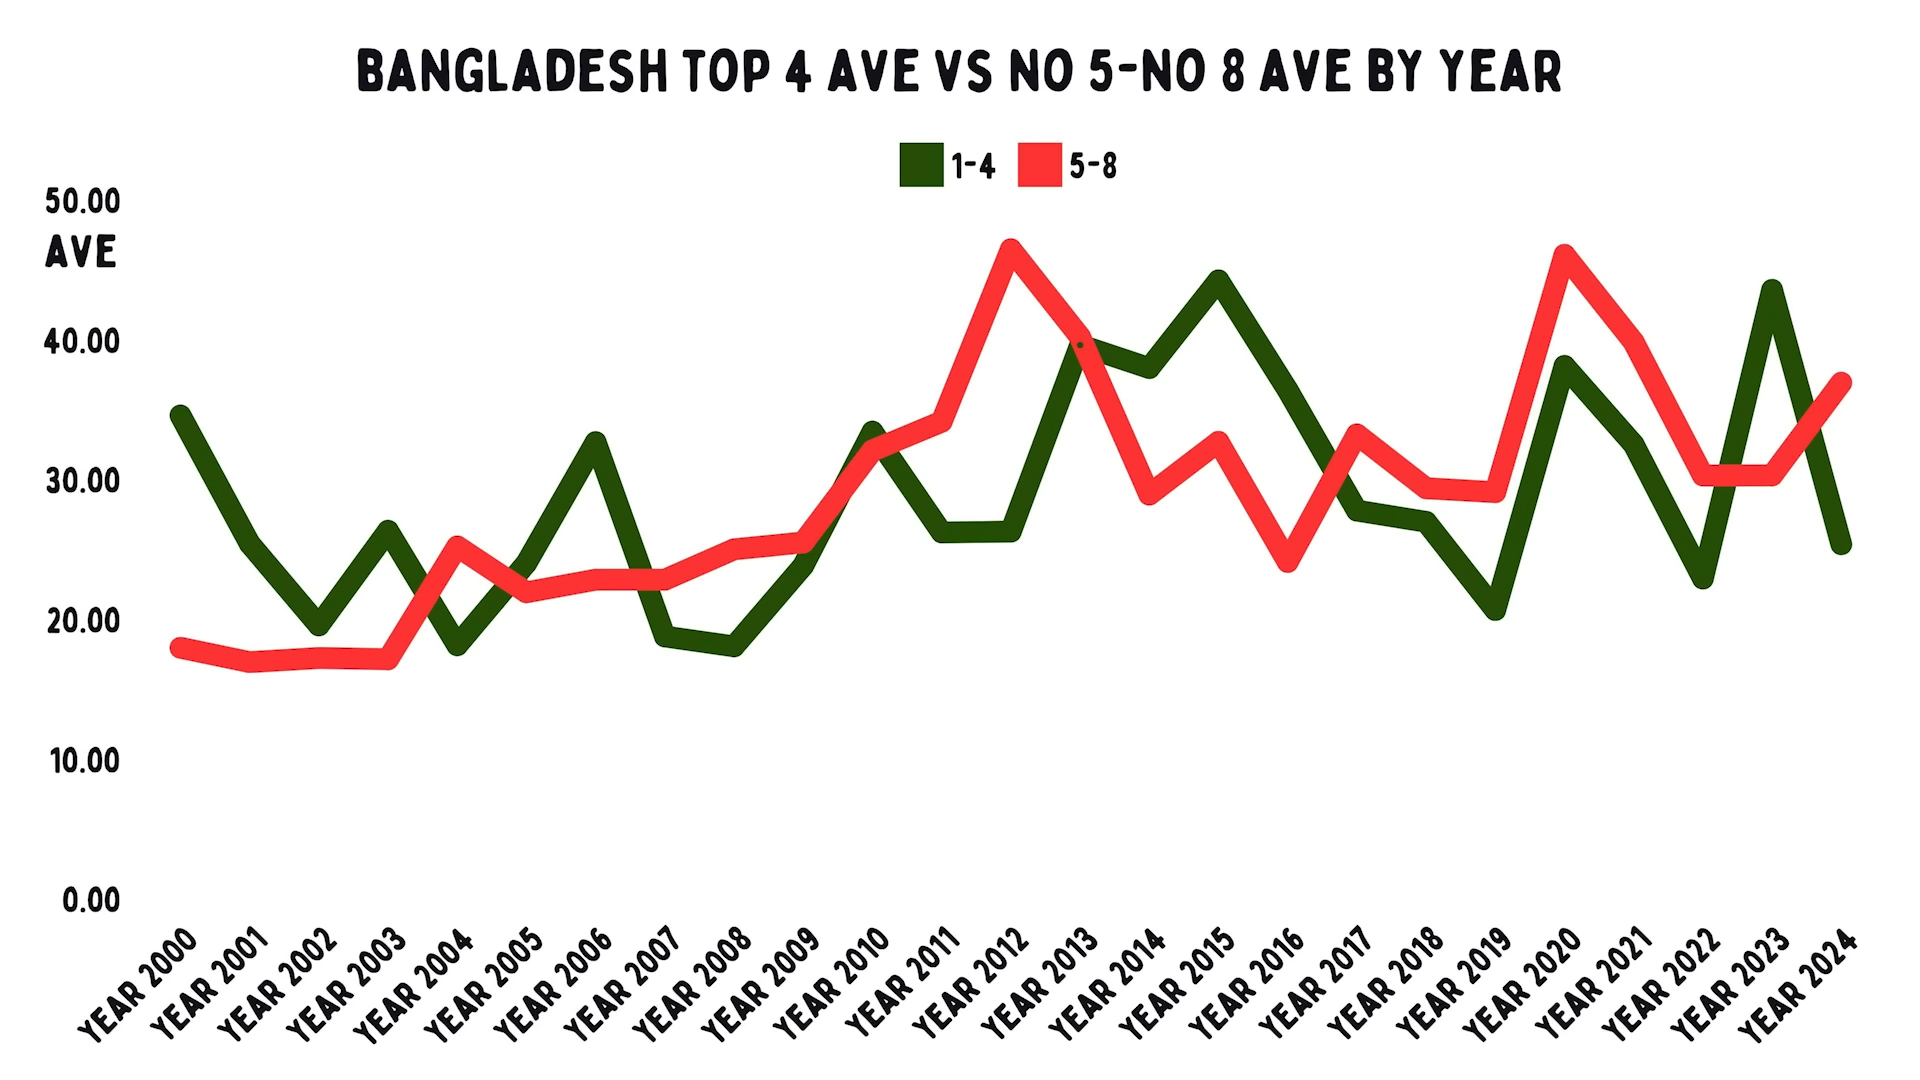 BANGLADESH TOP 4 AVE VS NO 5-NO 8 AVE BY YEAR
1-4 5-8
50.00
AVE
40.00
30.00
20.00
10.00
0.00
YEAR 2000
YEAR 2001
YEAR 2002
YEAR 2003
YEAR 2004
YEAR 2005
YEAR 2006
YEAR 2007
YEAR 2008
YEAR 2009
YEAR 2010
YEAR 2011
YEAR 2012
YEAR 2013
YEAR 2014
YEAR 2015
YEAR 2016
YEAR 2017
YEAR 2018
YEAR 2019
YEAR 2020
YEAR 2021
YEAR 2022
YEAR 2023
YEAR 2024